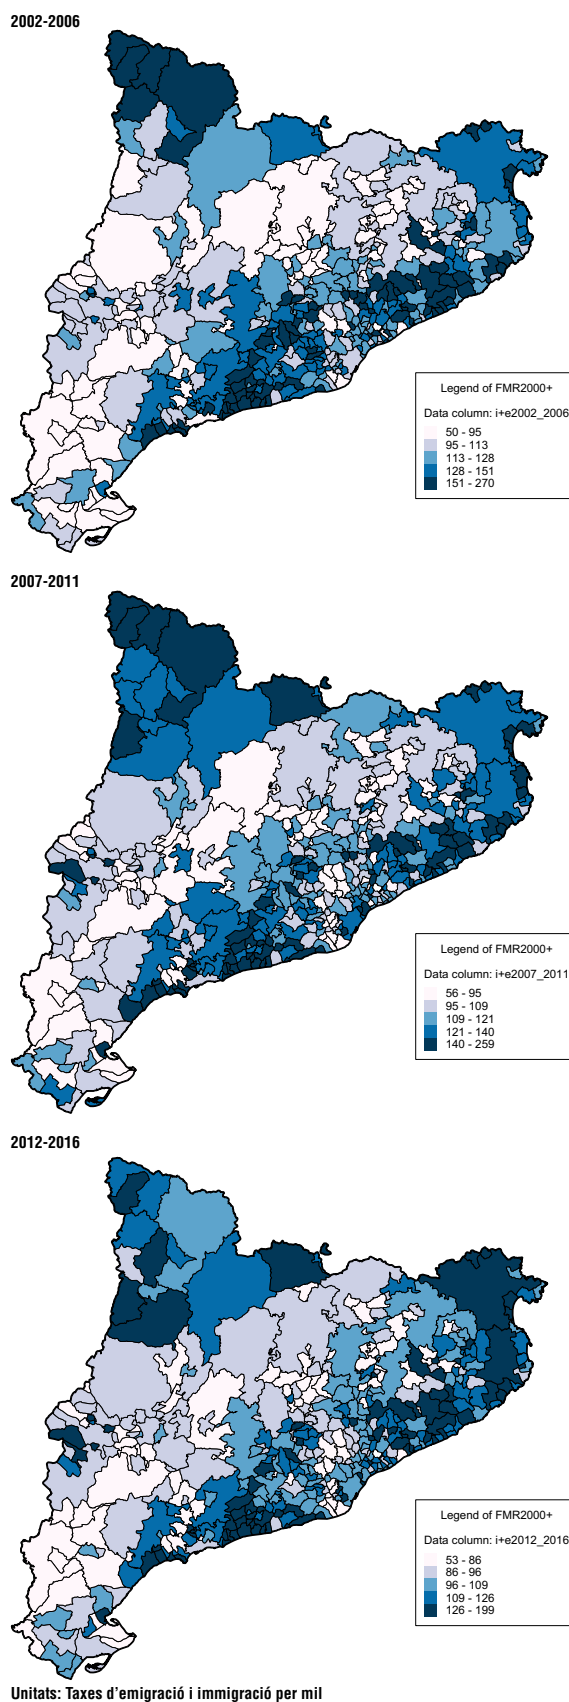 2002-2006
Legend of FMR2000+
Data column: i+e2002_2006
50 - 95
95 - 113
113 - 128
128 - 151
151 - 270
2007-2011
Legend of FMR2000+
Data column: i+e2007_2011
56 - 95
95 - 109
109 - 121
121 - 140
140 - 259
2012-2016
Legend of FMR2000+
Data column: i+e2012_2016
53 - 86
86 - 96
96 - 109
109 - 126
126 - 199
Unitats: Taxes d'emigració i immigració per mil